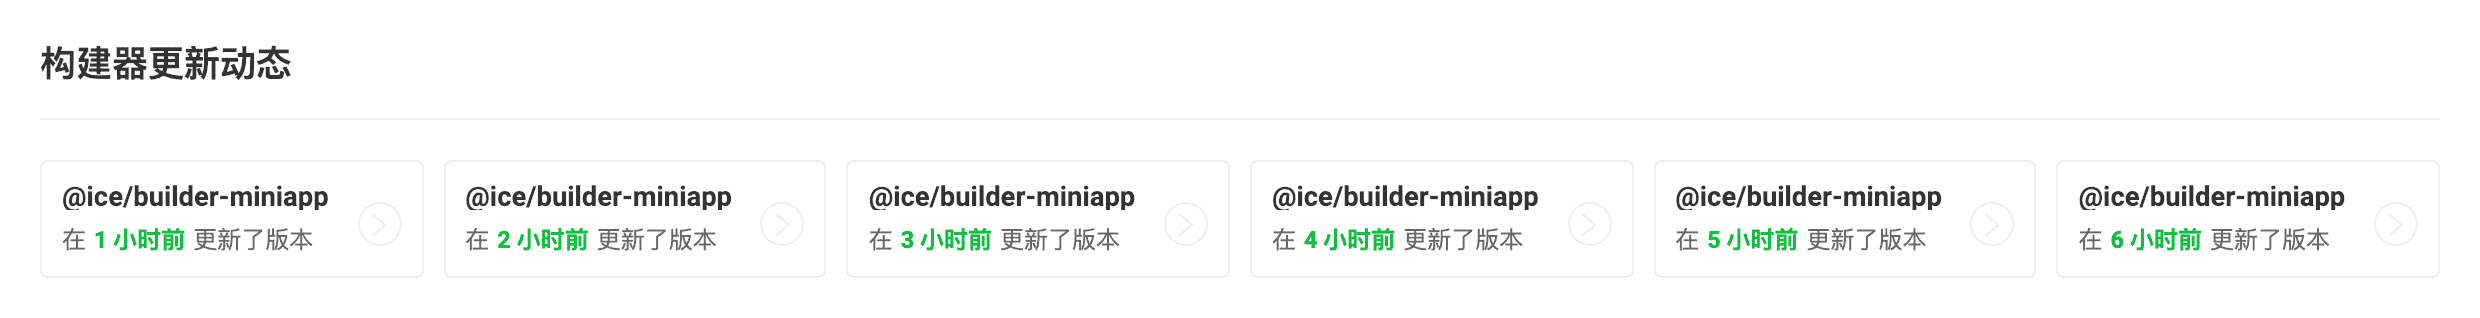 构建器更新动态
@ice/builder-miniapp
在 1 小时前 更新了版本
@ice/builder-miniapp
在 2 小时前 更新了版本
@ice/builder-miniapp
在 3 小时前 更新了版本
@ice/builder-miniapp
在 4 小时前 更新了版本
@ice/builder-miniapp
在 5 小时前 更新了版本
@ice/builder-miniapp
在 6 小时前 更新了版本